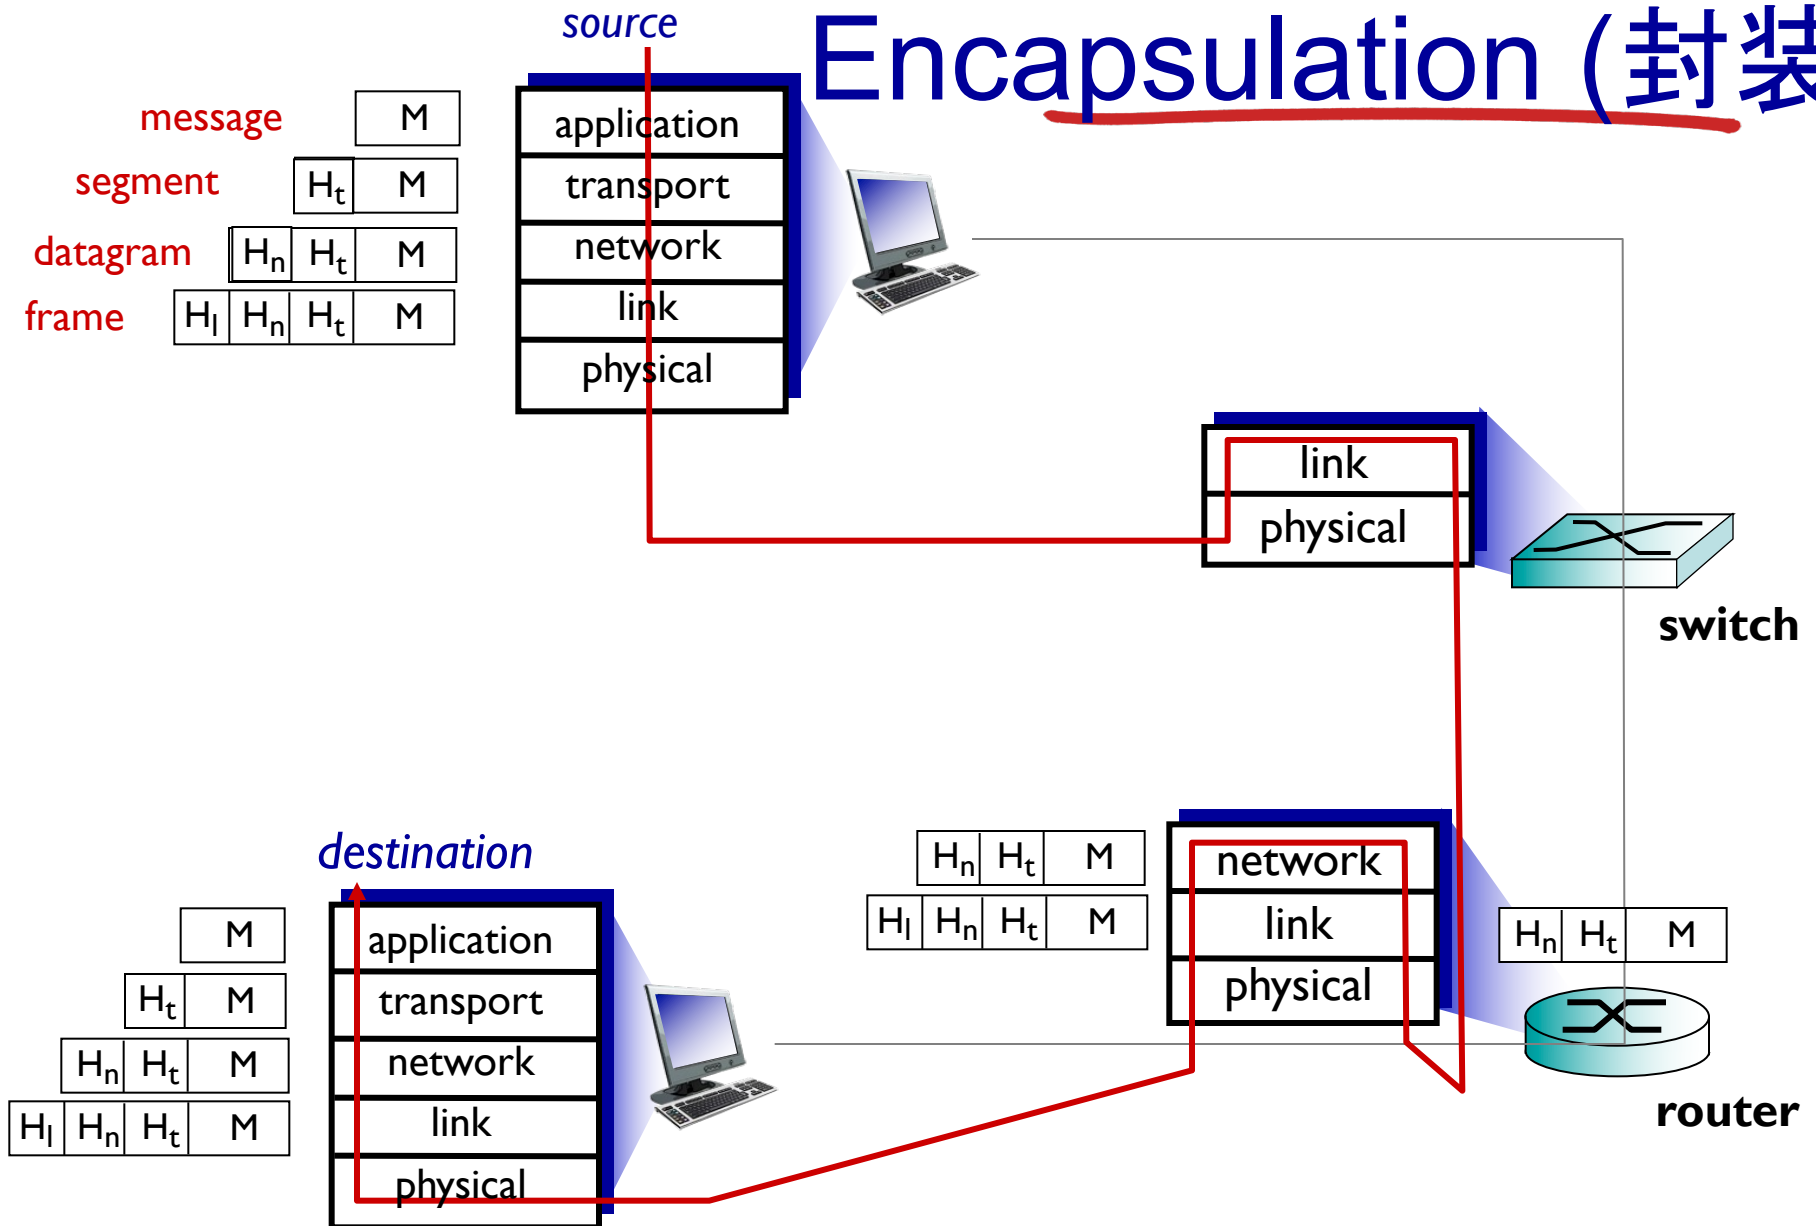 source
Encapsulation (封装
message M
segment Ht M
datagram Hn Ht M
frame Hl Hn Ht M
application
transport
network
link
physical
link
physical
switch
destination
M
Ht M
Hn Ht M
Hl Hn Ht M
application
transport
network
link
physical
Hn Ht M
Hl Hn Ht M
network
link
physical
Hn Ht M
router